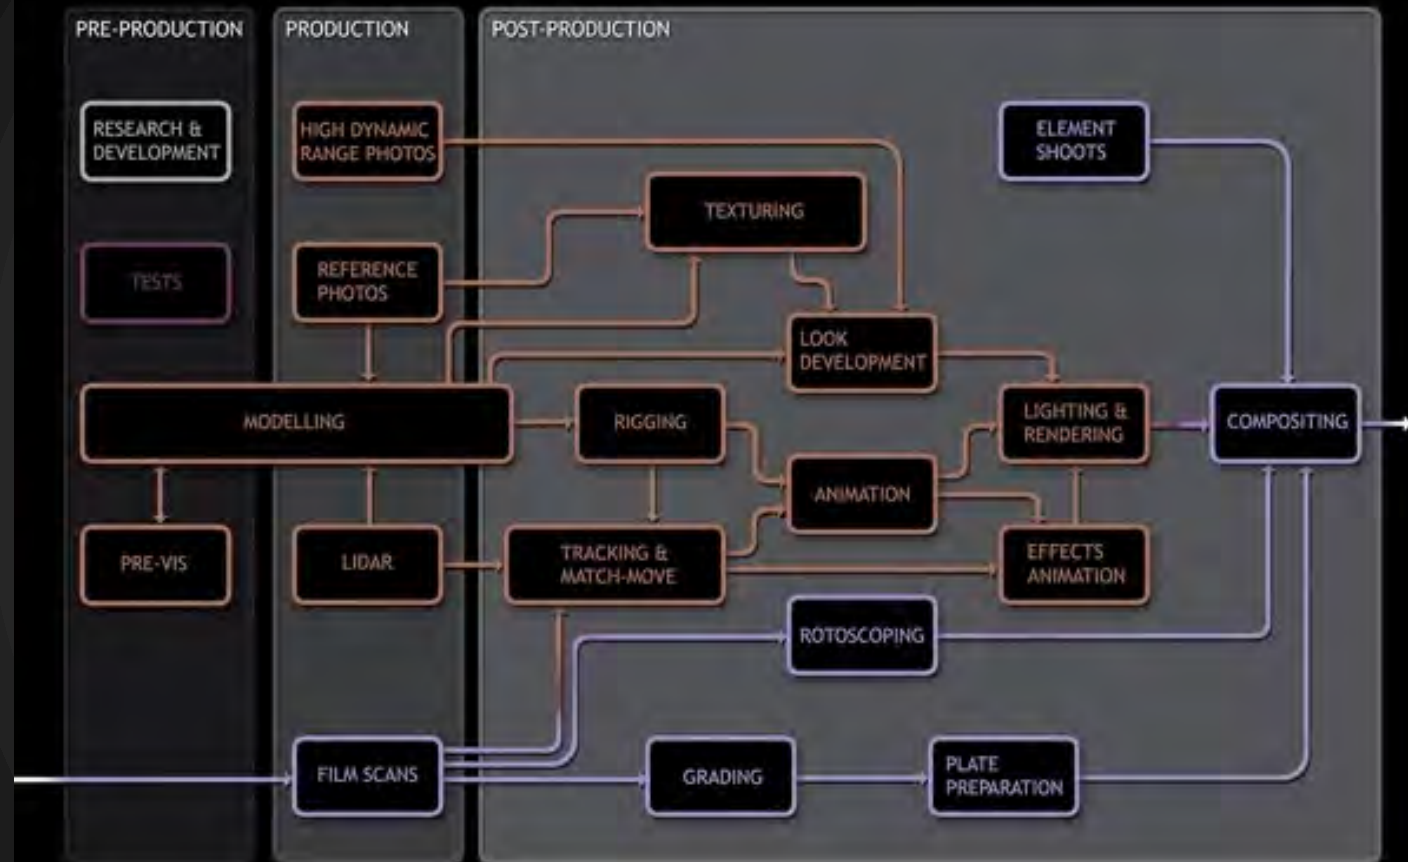 PRE-PRODUCTION
PRODUCTION
POST-PRODUCTION
RESEARCH &
DEVELOPMENT
HIGH DYNAMIC
RANGE PHOTOS
ELEMENT
SHOOTS
TEXTURING
TESTS
REFERENCE
PHOTOS
LOOK
DEVELOPMENT
MODELLING
RIGGING
LIGHTING &
RENDERING
COMPOSITING
ANIMATION
PRE-VIS
LIDAR
TRACKING &
MATCH-MOVE
EFFECTS
ANIMATION
ROTOSCOPING
FILM SCANS
GRADING
PLATE
PREPARATION